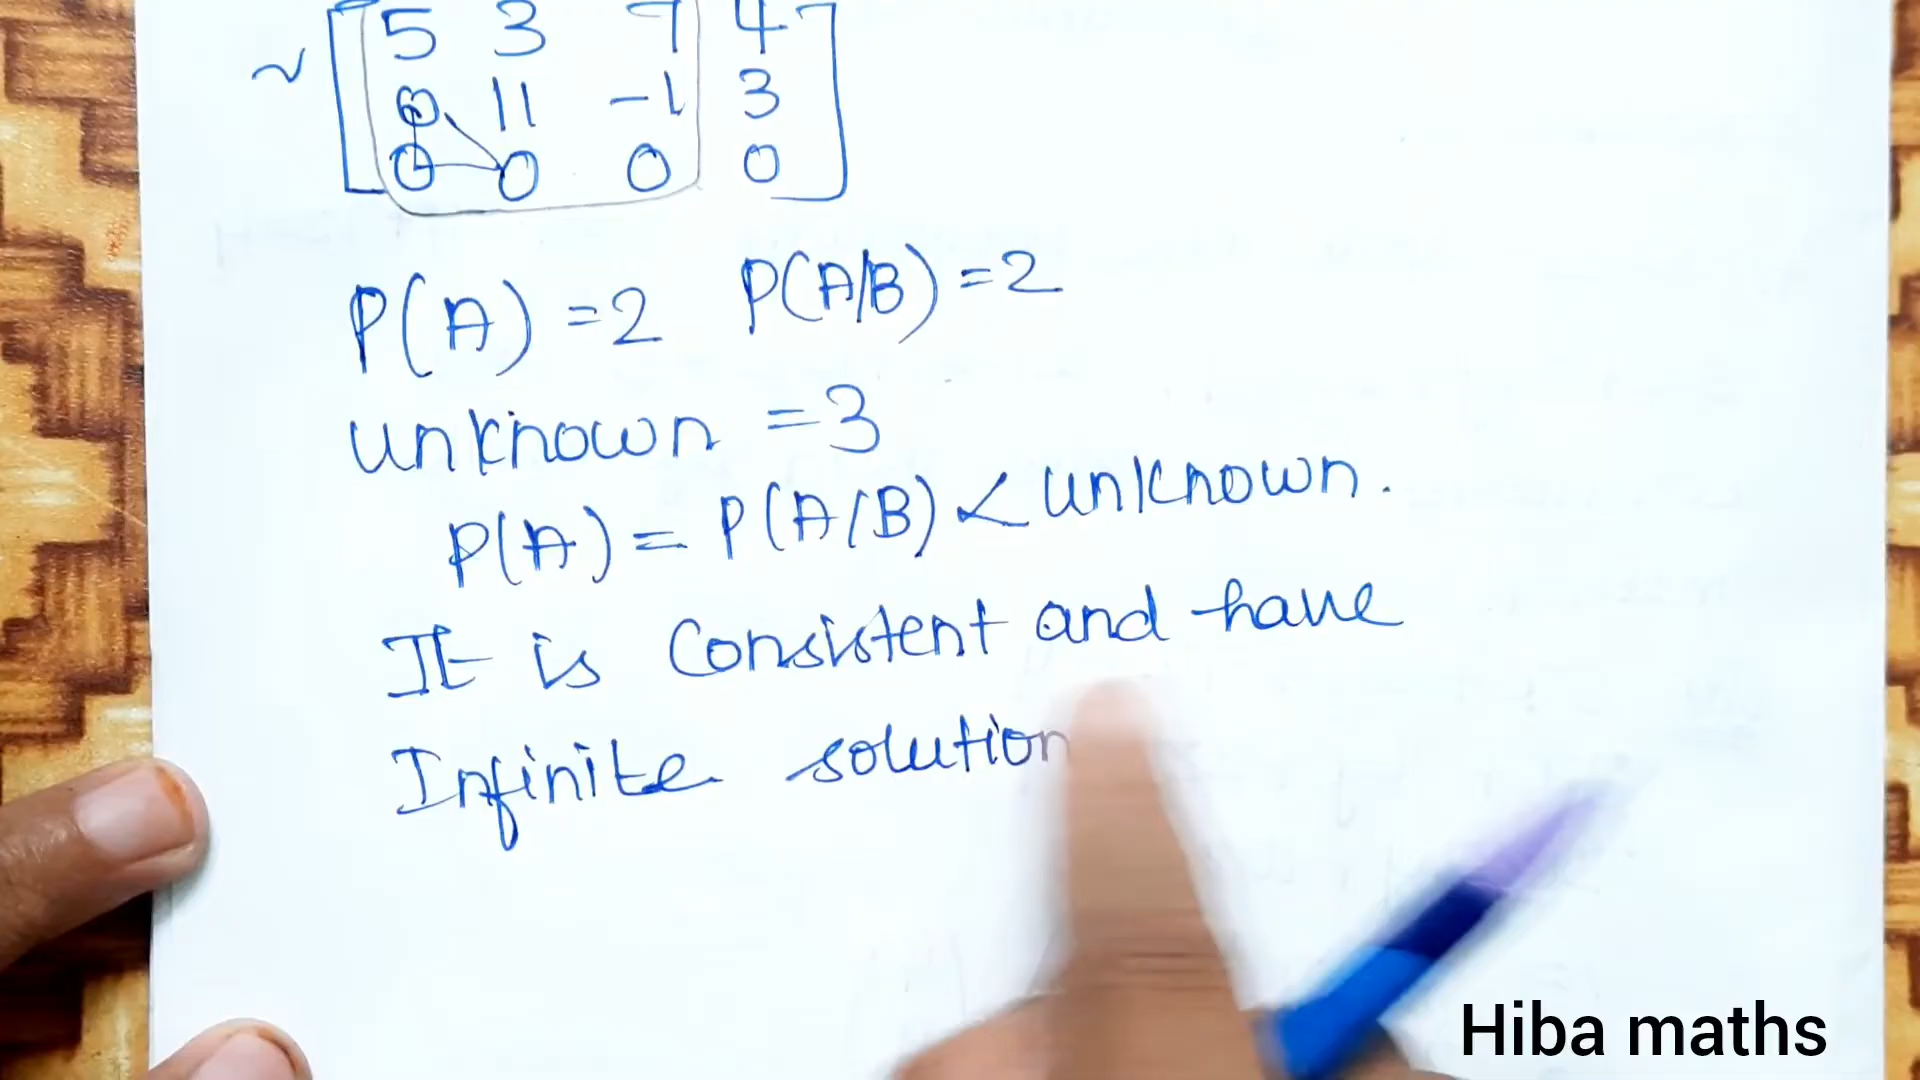 ~ [ 5 3 7 4
0 11 -1 3
0 0 0 0 ]
P(A) = 2 P(A/B) = 2
unknown = 3
P(A) = P(A/B) < unknown.
It is consistent and have
Infinite solution
Hiba maths